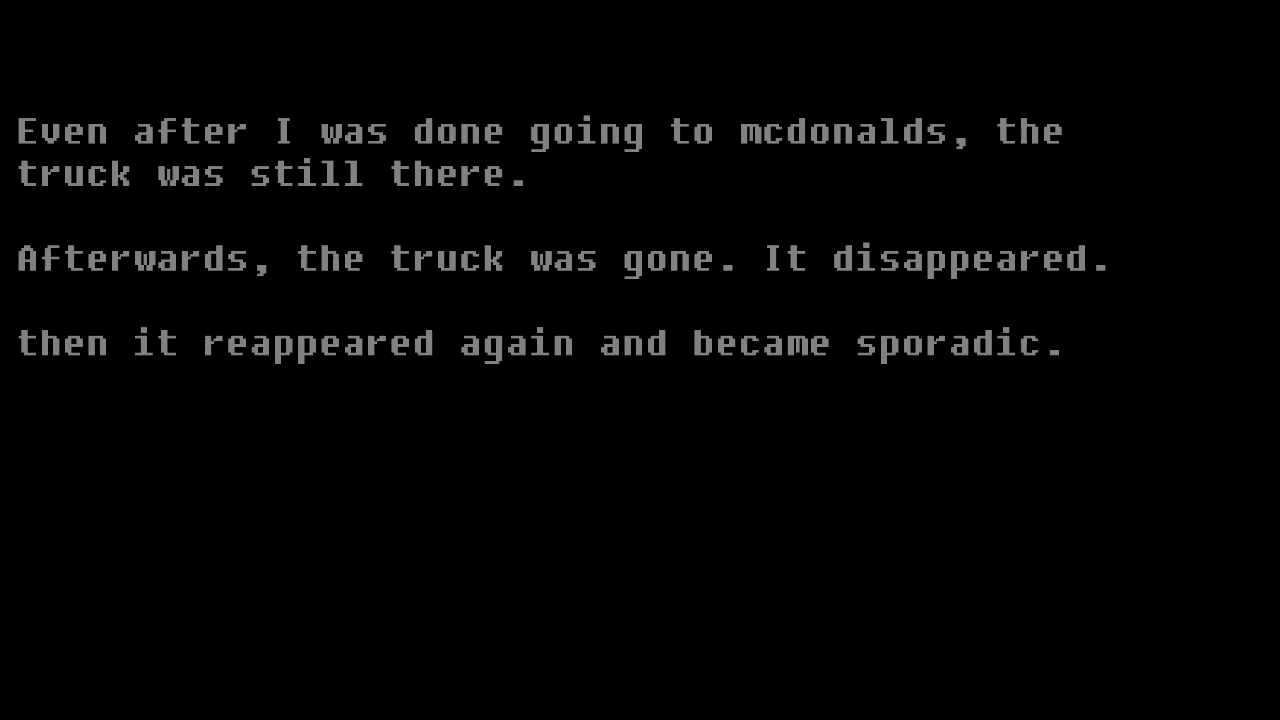 Even after I was done going to mcdonalds, the
truck was still there.
Afterwards, the truck was gone. It disappeared.
then it reappeared again and became sporadic.